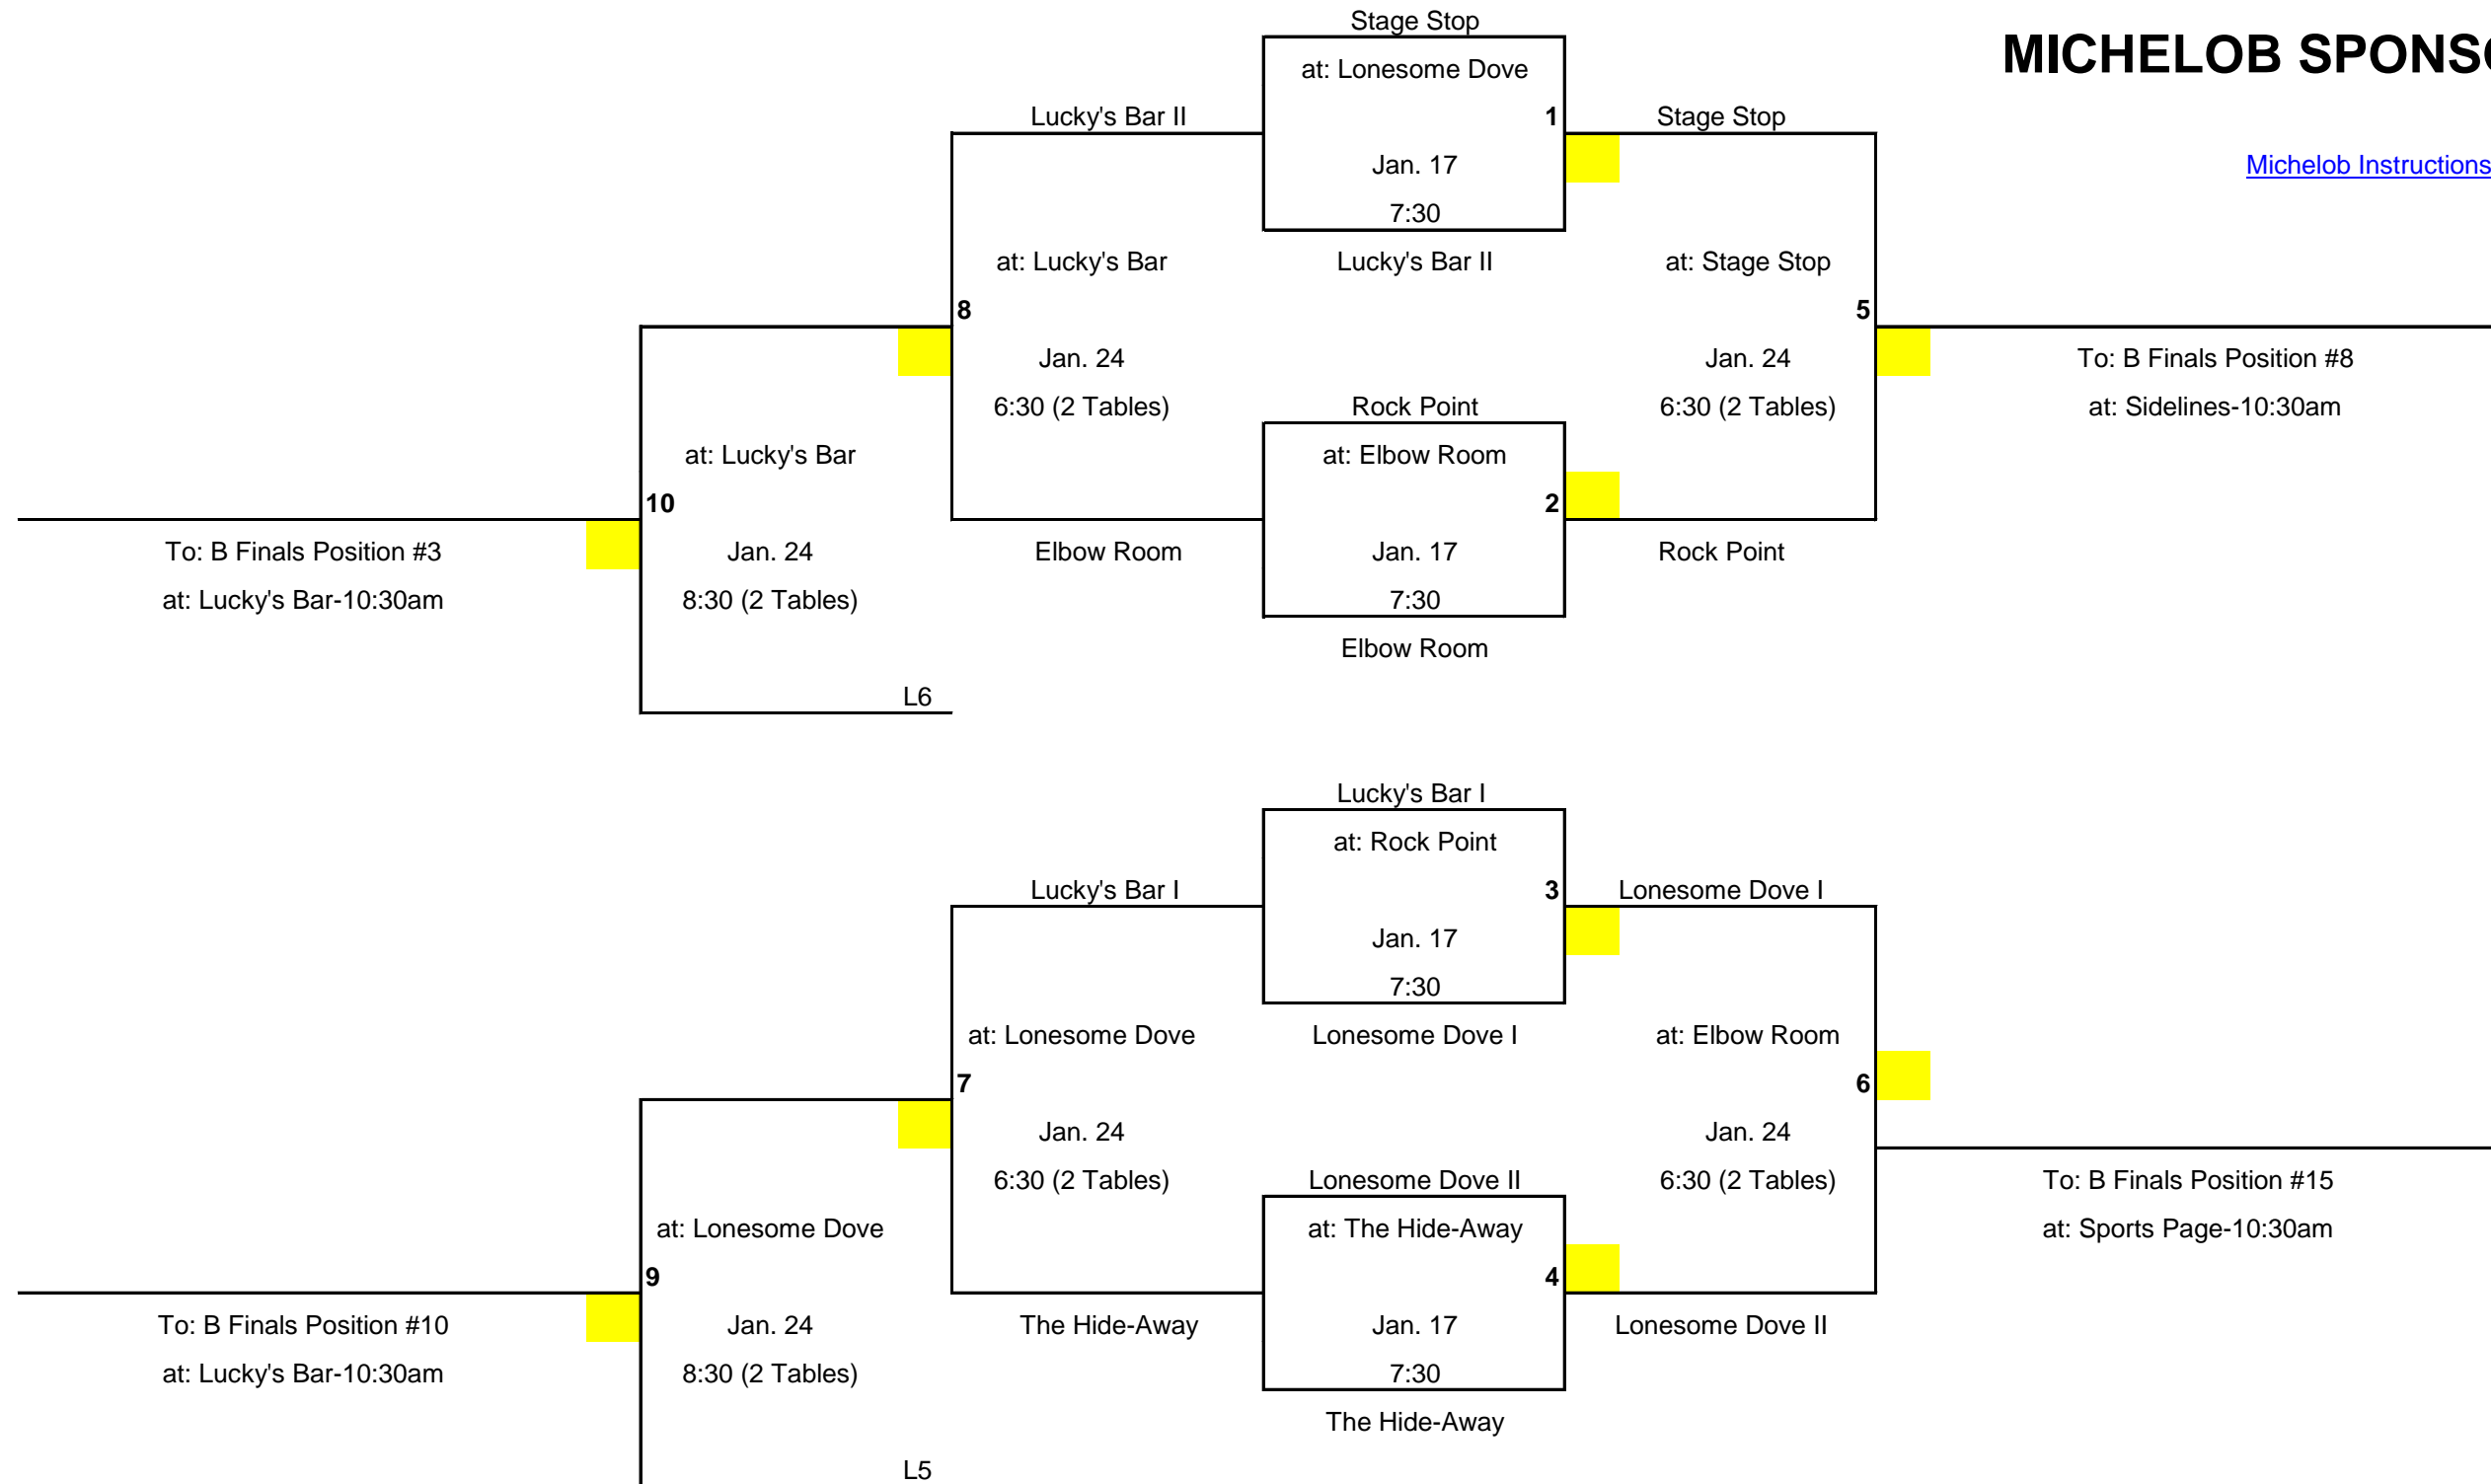 Stage Stop
MICHELOB SPONSO
at: Lonesome Dove
Lucky's Bar II
1
Stage Stop
Jan. 17
Michelob Instructions
7:30
at: Lucky's Bar
Lucky's Bar II
at: Stage Stop
8
5
Jan. 24
Jan. 24
To: B Finals Position #8
6:30 (2 Tables)
Rock Point
6:30 (2 Tables)
at: Sidelines-10:30am
at: Lucky's Bar
at: Elbow Room
10
2
To: B Finals Position #3
Jan. 24
Elbow Room
Jan. 17
Rock Point
at: Lucky's Bar-10:30am
8:30 (2 Tables)
7:30
Elbow Room
L6
Lucky's Bar I
at: Rock Point
Lucky's Bar I
3
Lonesome Dove I
Jan. 17
7:30
at: Lonesome Dove
Lonesome Dove I
at: Elbow Room
7
6
Jan. 24
Jan. 24
6:30 (2 Tables)
Lonesome Dove II
6:30 (2 Tables)
To: B Finals Position #15
at: Lonesome Dove
at: The Hide-Away
at: Sports Page-10:30am
9
4
To: B Finals Position #10
Jan. 24
The Hide-Away
Jan. 17
Lonesome Dove II
at: Lucky's Bar-10:30am
8:30 (2 Tables)
7:30
The Hide-Away
L5